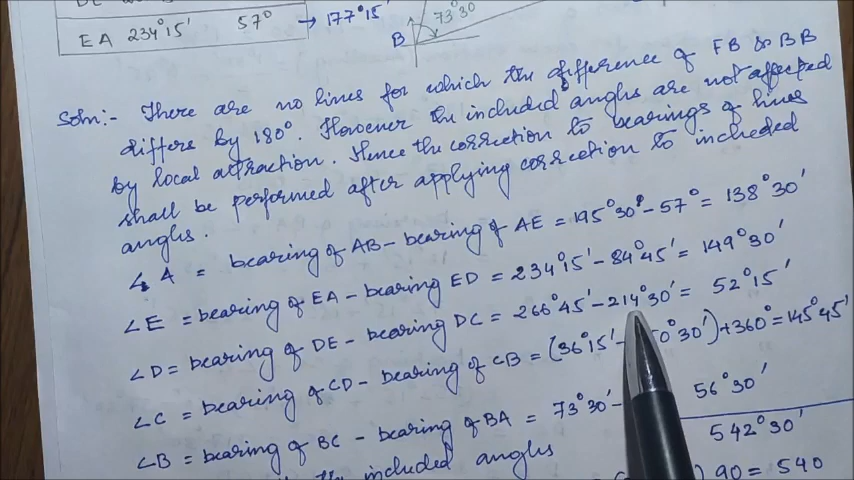 EA 234°15' 57° → 177°15'
73°30'
B
Soln:- There are no lines for which the difference of FB & BB
differs by 180°. However the included angles are not affected
by local attraction. Hence the correction to bearings of lines
shall be performed after applying correction to included
angles.
∠A = bearing of AB - bearing of AE = 195°30' - 57° = 138°30'
∠E = bearing of EA - bearing ED = 234°15' - 84°45' = 149°30'
∠D = bearing of DE - bearing DC = 266°45' - 214°30' = 52°15'
∠C = bearing of CD - bearing of CB = (36°15' - 50°30') + 360° = 145°45'
∠B = bearing of BC - bearing of BA = 73°30' - 56°30'
542°30'
the included angles
90 = 540